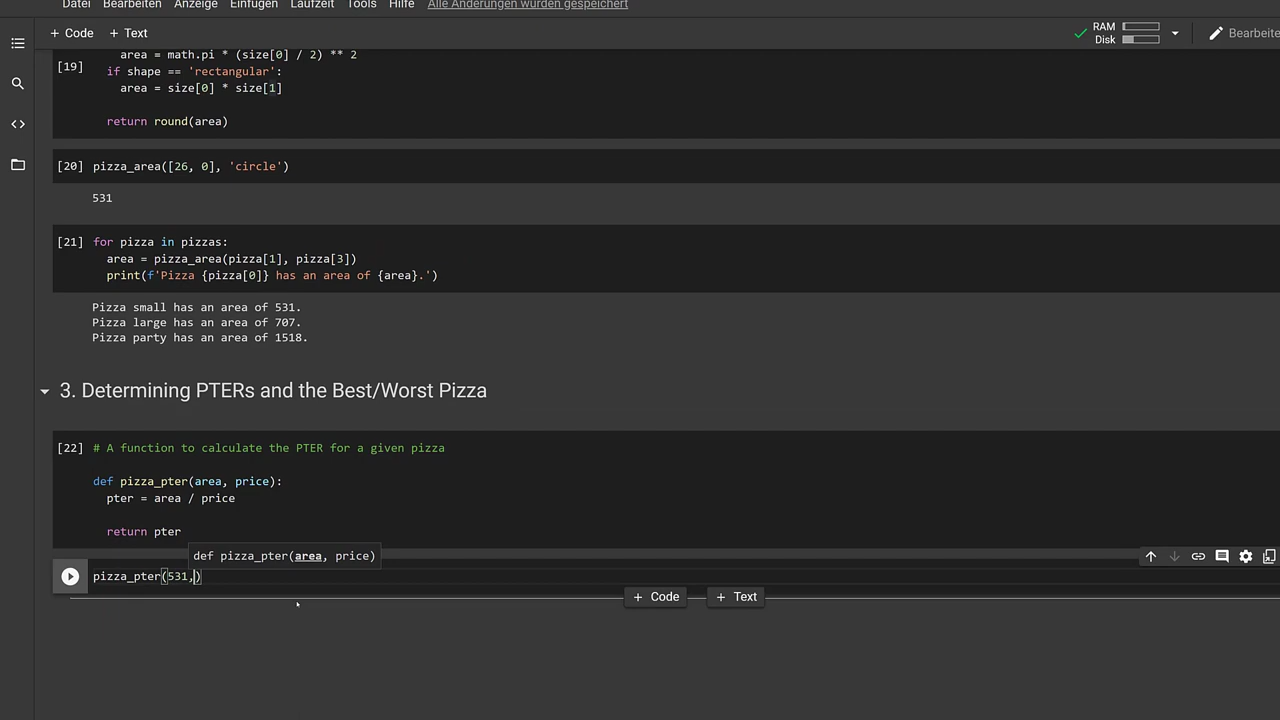 Datei Bearbeiten Anzeige Einfügen Laufzeit Tools Hilfe Alle Änderungen wurden gespeichert
+ Code + Text
RAM
Disk
Bearbeite
area = math.pi * (size[0] / 2) ** 2
[19] if shape == 'rectangular':
area = size[0] * size[1]
return round(area)
[20] pizza_area([26, 0], 'circle')
531
[21] for pizza in pizzas:
area = pizza_area(pizza[1], pizza[3])
print(f'Pizza {pizza[0]} has an area of {area}.')
Pizza small has an area of 531.
Pizza large has an area of 707.
Pizza party has an area of 1518.
3. Determining PTERs and the Best/Worst Pizza
[22] # A function to calculate the PTER for a given pizza
def pizza_pter(area, price):
pter = area / price
return pter
def pizza_pter(area, price)
pizza_pter(531,)
+ Code + Text